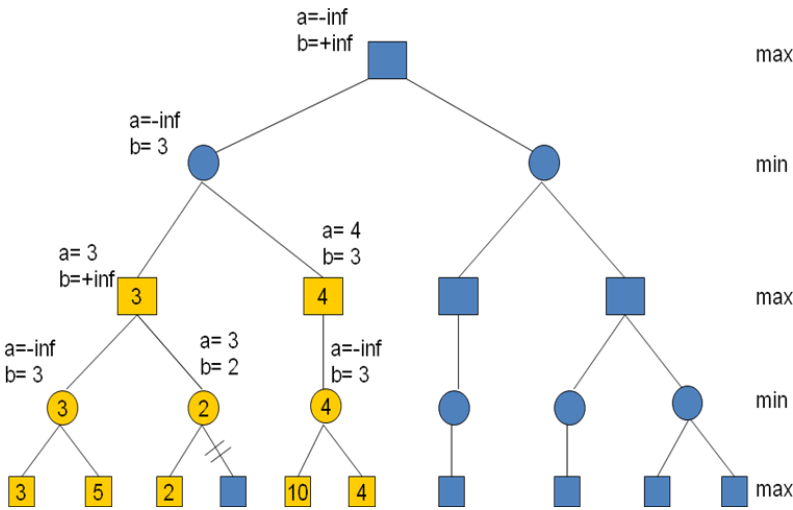 a=-inf
b=+inf
max
a=-inf
b= 3
min
a= 4
b= 3
a= 3
b=+inf
3
4
max
a=-inf
b= 3
a= 3
b= 2
a=-inf
b= 3
3
2
4
min
3
5
2
10
4
max